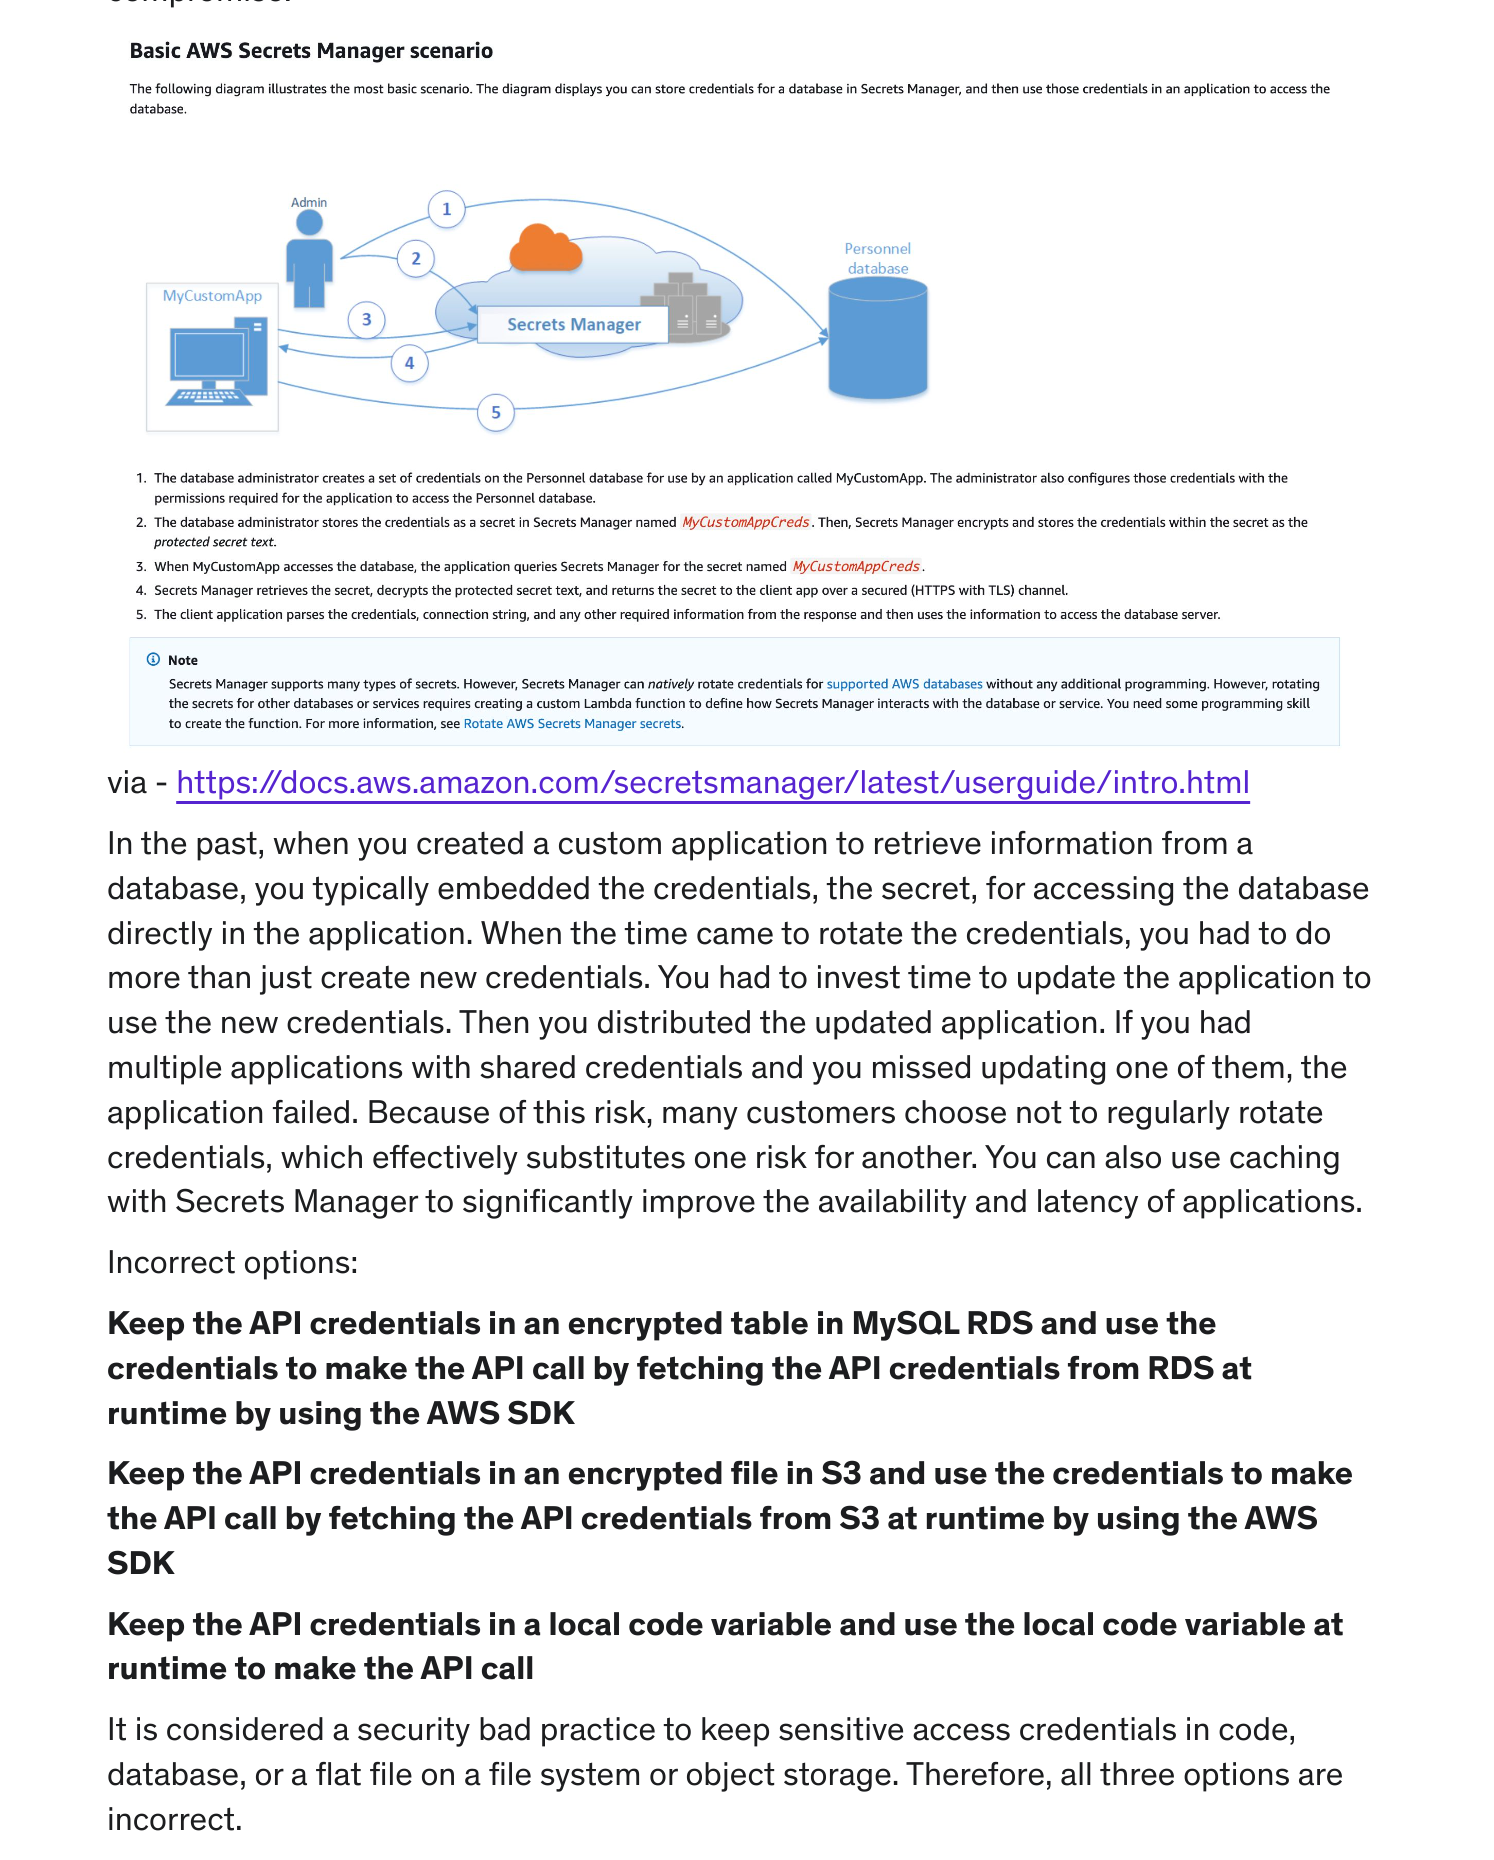 Basic AWS Secrets Manager scenario
The following diagram illustrates the most basic scenario. The diagram displays you can store credentials for a database in Secrets Manager, and then use those credentials in an application to access the
database.
Admin
1
2
Personnel
database
MyCustomApp
3
Secrets Manager
4
5
1. The database administrator creates a set of credentials on the Personnel database for use by an application called MyCustomApp. The administrator also configures those credentials with the
permissions required for the application to access the Personnel database.
2. The database administrator stores the credentials as a secret in Secrets Manager named MyCustomAppCreds. Then, Secrets Manager encrypts and stores the credentials within the secret as the
protected secret text.
3. When MyCustomApp accesses the database, the application queries Secrets Manager for the secret named MyCustomAppCreds.
4. Secrets Manager retrieves the secret, decrypts the protected secret text, and returns the secret to the client app over a secured (HTTPS with TLS) channel.
5. The client application parses the credentials, connection string, and any other required information from the response and then uses the information to access the database server.
Note
Secrets Manager supports many types of secrets. However, Secrets Manager can natively rotate credentials for supported AWS databases without any additional programming. However, rotating
the secrets for other databases or services requires creating a custom Lambda function to define how Secrets Manager interacts with the database or service. You need some programming skill
to create the function. For more information, see Rotate AWS Secrets Manager secrets.
via - https://docs.aws.amazon.com/secretsmanager/latest/userguide/intro.html
In the past, when you created a custom application to retrieve information from a
database, you typically embedded the credentials, the secret, for accessing the database
directly in the application. When the time came to rotate the credentials, you had to do
more than just create new credentials. You had to invest time to update the application to
use the new credentials. Then you distributed the updated application. If you had
multiple applications with shared credentials and you missed updating one of them, the
application failed. Because of this risk, many customers choose not to regularly rotate
credentials, which effectively substitutes one risk for another. You can also use caching
with Secrets Manager to significantly improve the availability and latency of applications.
Incorrect options:
Keep the API credentials in an encrypted table in MySQL RDS and use the
credentials to make the API call by fetching the API credentials from RDS at
runtime by using the AWS SDK
Keep the API credentials in an encrypted file in S3 and use the credentials to make
the API call by fetching the API credentials from S3 at runtime by using the AWS
SDK
Keep the API credentials in a local code variable and use the local code variable at
runtime to make the API call
It is considered a security bad practice to keep sensitive access credentials in code,
database, or a flat file on a file system or object storage. Therefore, all three options are
incorrect.